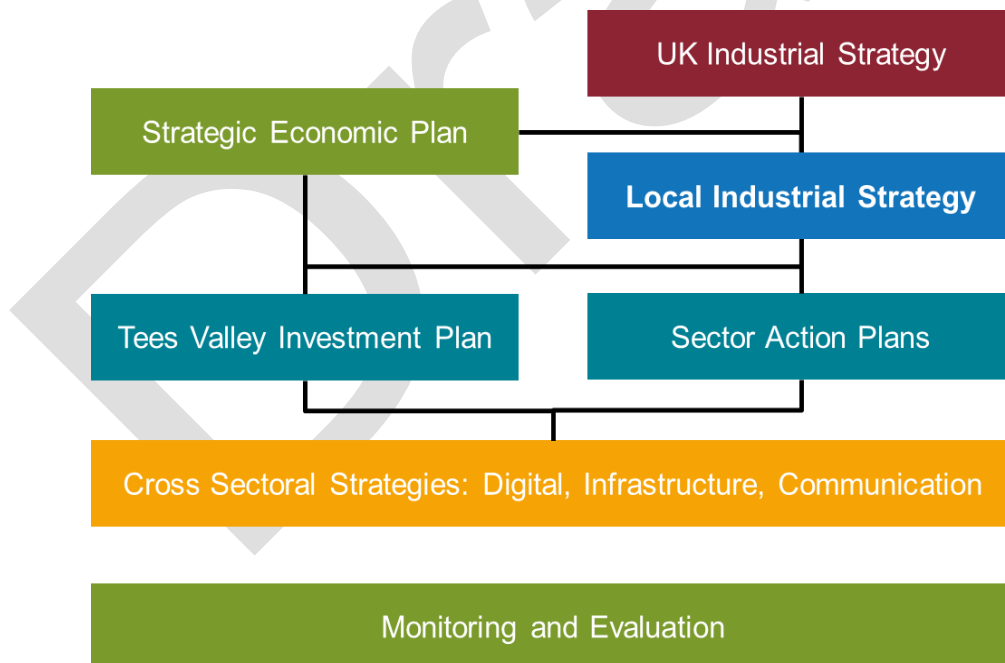 UK Industrial Strategy
Strategic Economic Plan
Local Industrial Strategy
Tees Valley Investment Plan
Sector Action Plans
Cross Sectoral Strategies: Digital, Infrastructure, Communication
Monitoring and Evaluation